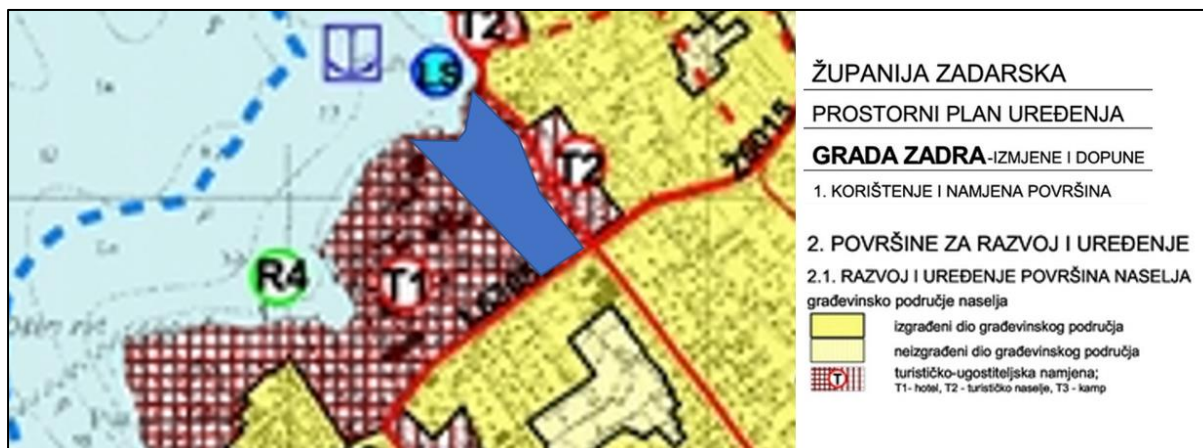 T2
LS
T2
R4
T1
ŽUPANIJA ZADARSKA
PROSTORNI PLAN UREĐENJA
GRADA ZADRA-IZMJENE I DOPUNE
1. KORIŠTENJE I NAMJENA POVRŠINA
2. POVRŠINE ZA RAZVOJ I UREĐENJE
2.1. RAZVOJ I UREĐENJE POVRŠINA NASELJA
građevinsko područje naselja
izgrađeni dio građevinskog područja
neizgrađeni dio građevinskog područja
T
turističko-ugostiteljska namjena;
T1- hotel, T2 - turističko naselje, T3 - kamp